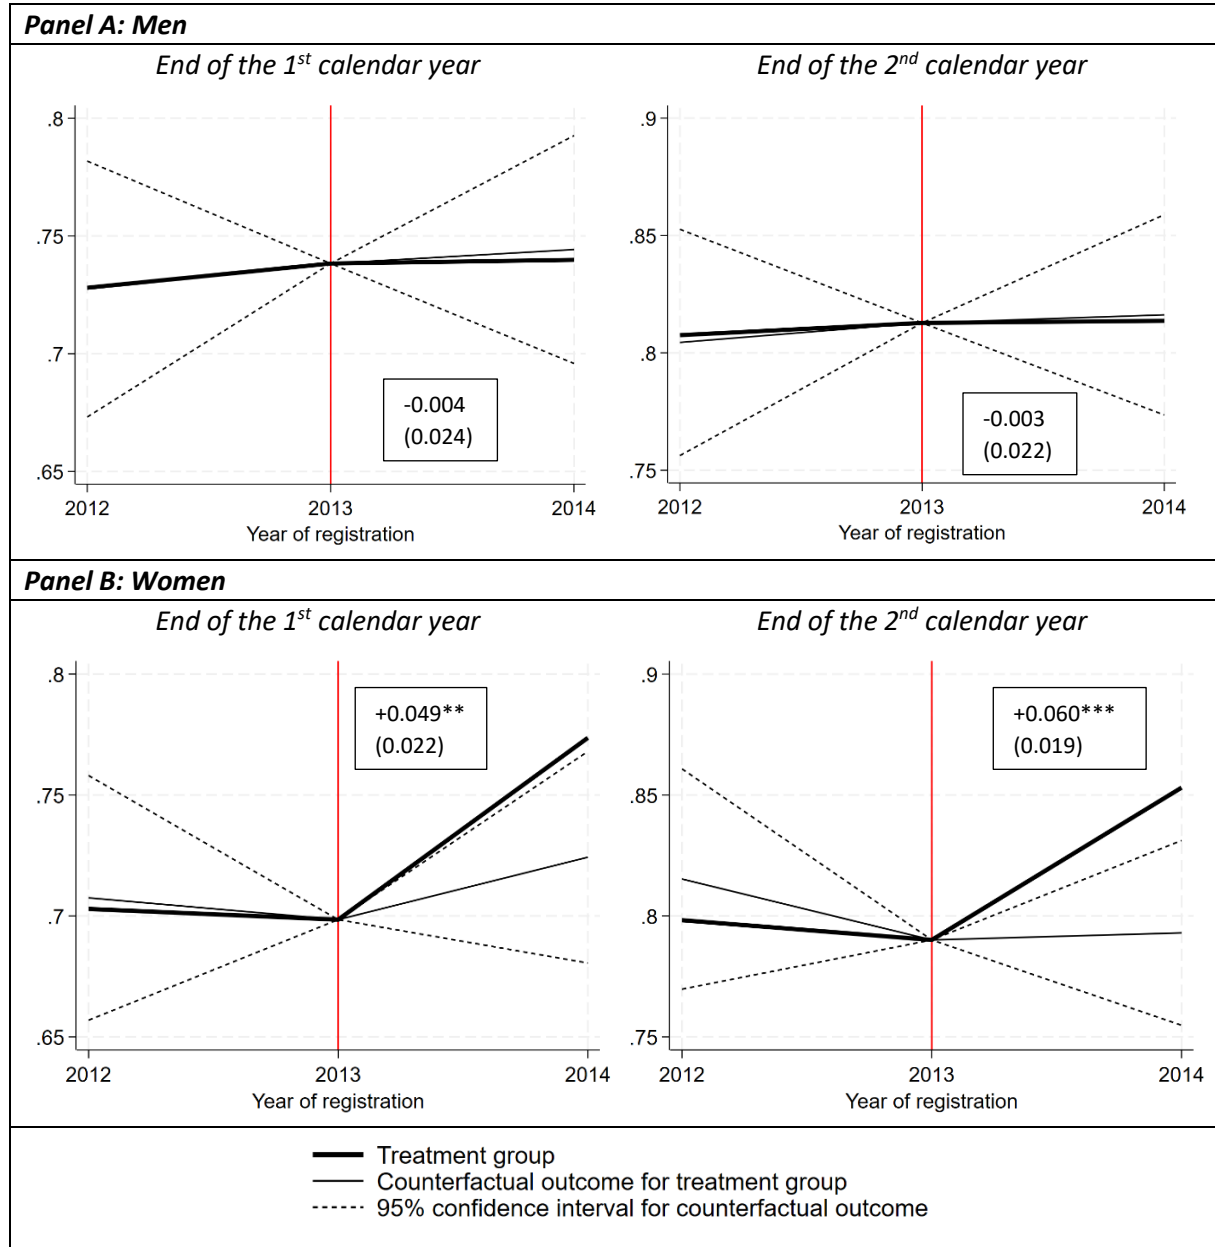 Panel A: Men
End of the 1st calendar year
.8
.75
.7
.65
-0.004
(0.024)
2012 2013 2014
Year of registration
End of the 2nd calendar year
.9
.85
.8
.75
-0.003
(0.022)
2012 2013 2014
Year of registration
Panel B: Women
End of the 1st calendar year
.8
.75
.7
.65
+0.049**
(0.022)
2012 2013 2014
Year of registration
End of the 2nd calendar year
.9
.85
.8
.75
+0.060***
(0.019)
2012 2013 2014
Year of registration
Treatment group
Counterfactual outcome for treatment group
95% confidence interval for counterfactual outcome